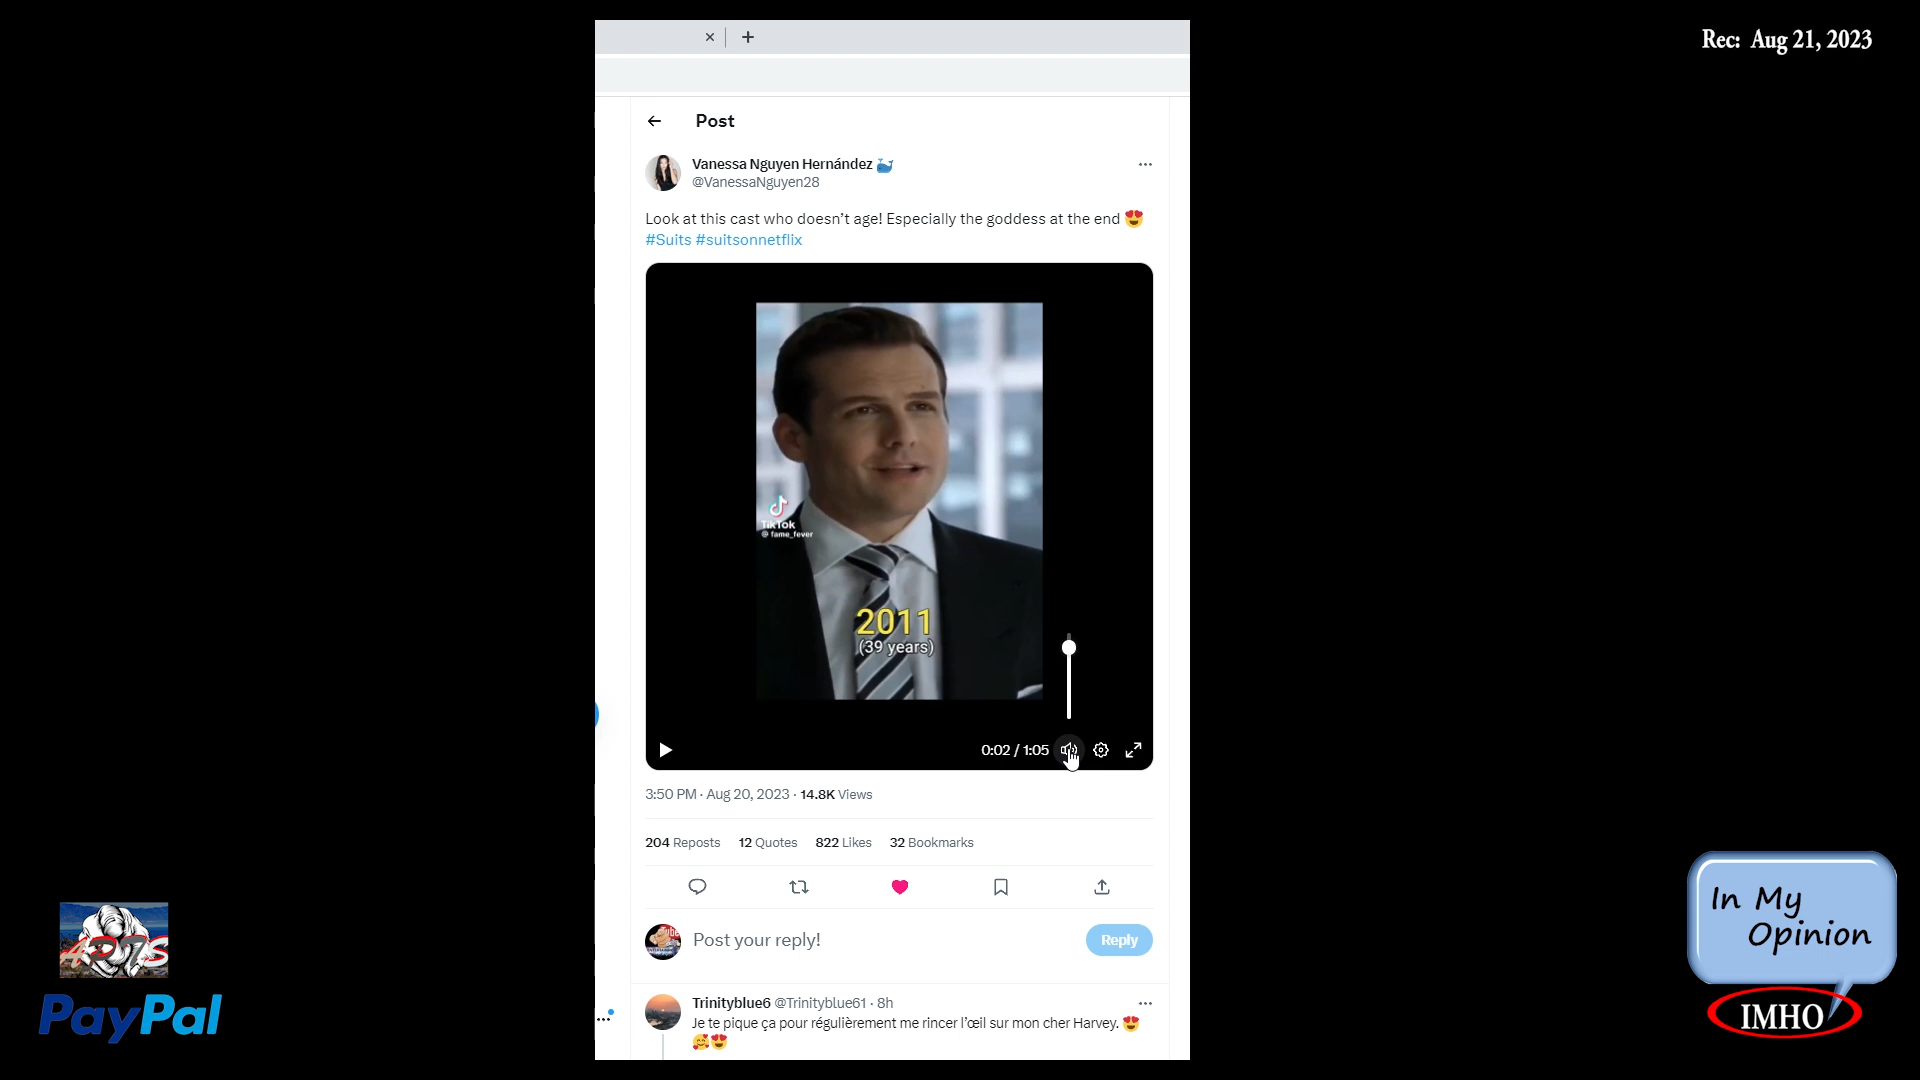 Rec: Aug 21, 2023
Post
Vanessa Nguyen Hernández 🐳
@VanessaNguyen28
Look at this cast who doesn’t age! Especially the goddess at the end 😍
#Suits #suitsonnetflix
TikTok
@ fame_fever
2011
(39 years)
0:02 / 1:05
3:50 PM · Aug 20, 2023 · 14.8K Views
204 Reposts 12 Quotes 822 Likes 32 Bookmarks
Post your reply!
Reply
Trinityblue6 @Trinityblue61 · 8h
Je te pique ça pour régulièrement me rincer l’œil sur mon cher Harvey. 😍
🥰😍
PayPal
In My
Opinion
IMHO